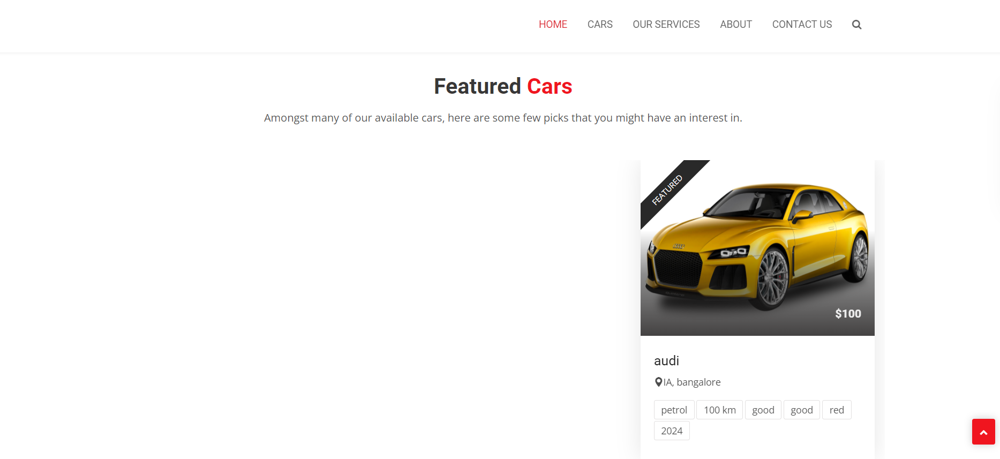 HOME CARS OUR SERVICES ABOUT CONTACT US
Featured Cars
Amongst many of our available cars, here are some few picks that you might have an interest in.
FEATURED
$100
audi
IA, bangalore
petrol 100 km good good red
2024